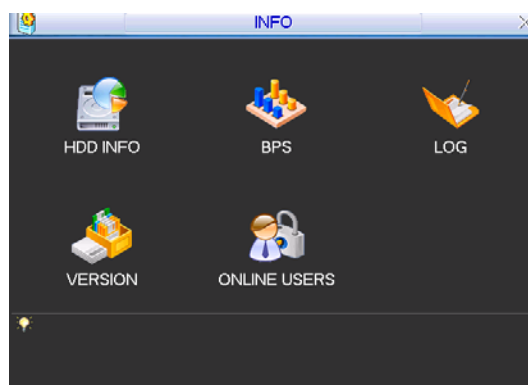 INFO
HDD INFO
BPS
LOG
VERSION
ONLINE USERS